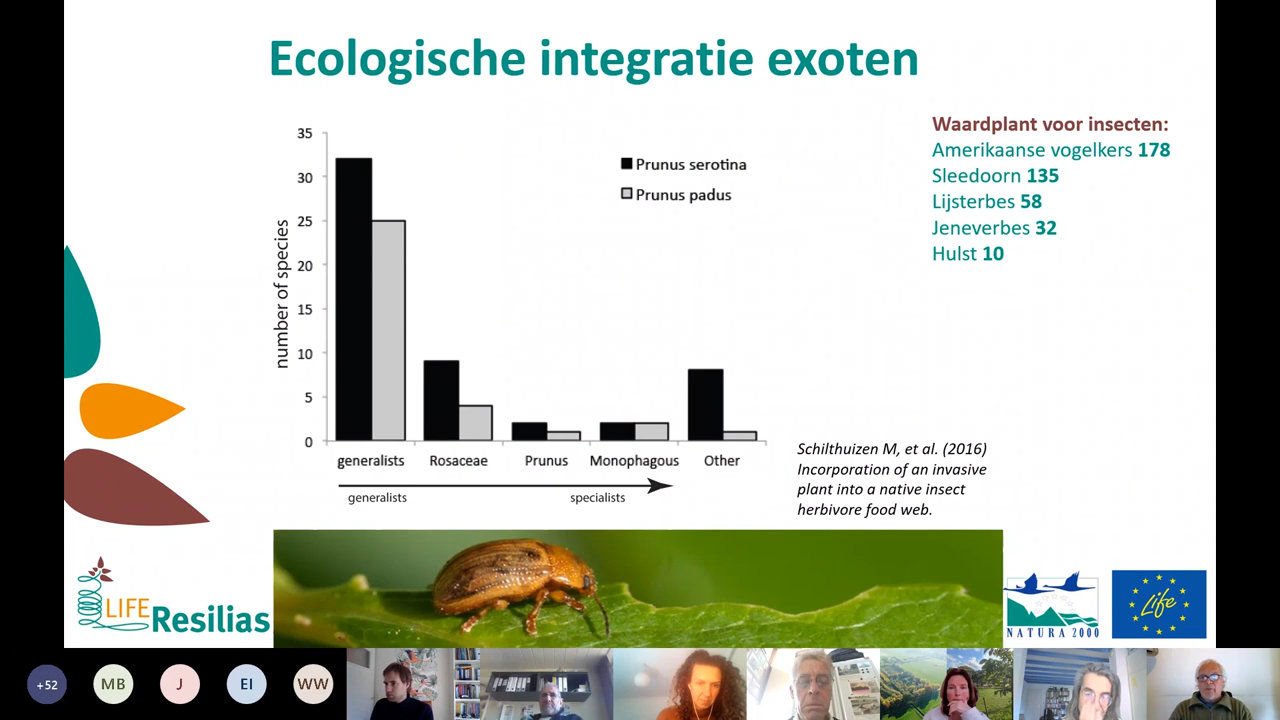 Ecologische integratie exoten
35
30
25
20
15
10
5
0
number of species
Prunus serotina
Prunus padus
generalists
Rosaceae
Prunus
Monophagous
Other
generalists
specialists
Waardplant voor insecten:
Amerikaanse vogelkers 178
Sleedoorn 135
Lijsterbes 58
Jeneverbes 32
Hulst 10
Schilthuizen M, et al. (2016)
Incorporation of an invasive
plant into a native insect
herbivore food web.
LIFE Resilias
NATURA 2000
Life
+52
MB
J
EI
WW